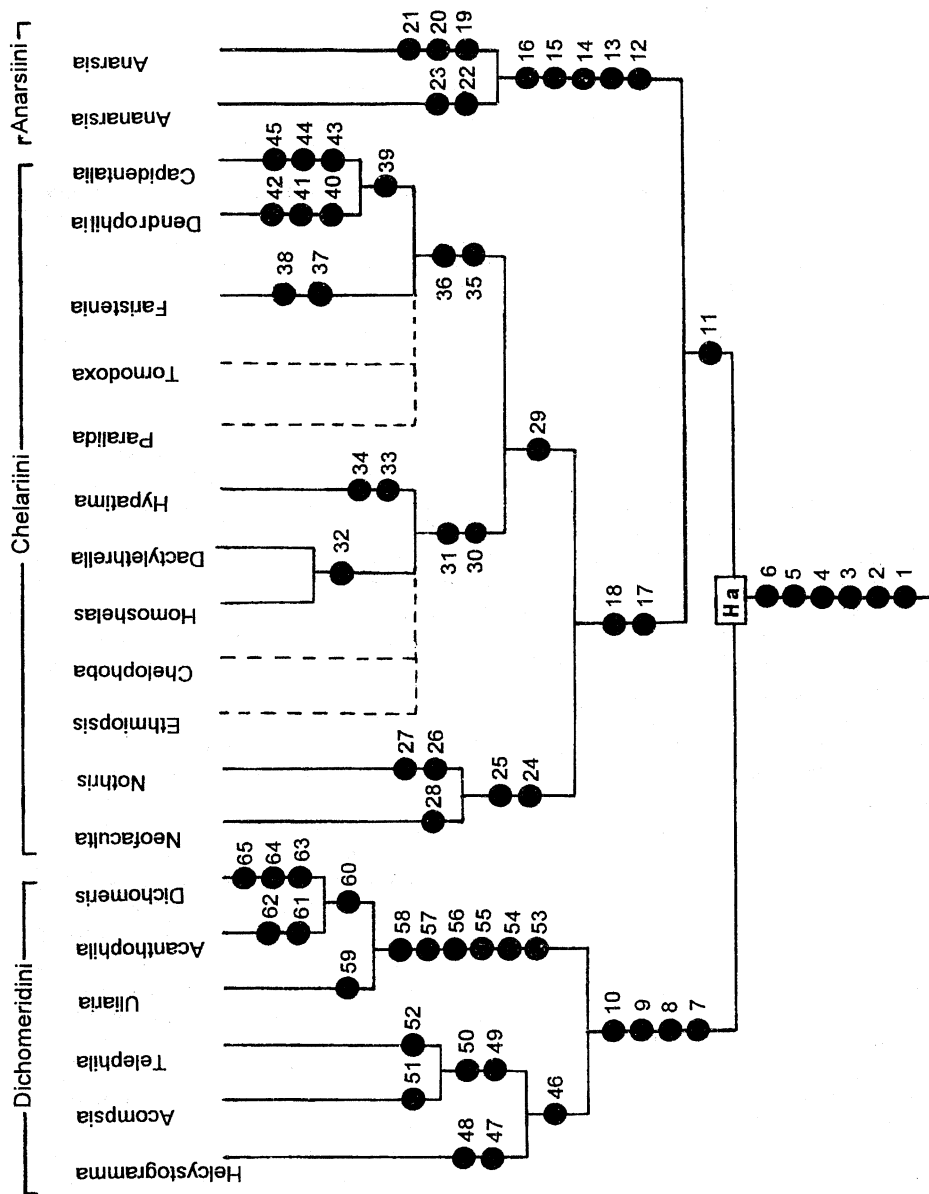 Anarsiini
Chelariini
Dichomeridini
Anarsia
21 20 19
16 15 14 13 12
Ananarsia
23 22
Capidentalia
45 44 43
39
Dendrophilia
42 41 40
36 35
Faristenia
38 37
11
Tomodoxa
Paralida
29
Hypatima
34 33
31 30
Dactylethrella
32
Homoshelas
18 17
Ha
6 5 4 3 2 1
Chelophoba
Ethmiopsis
Nothris
27 26
25 24
Neofaculta
28
Dichomeris
65 64 63
60
Acanthophila
62 61
58 57 56 55 54 53
Uliaria
59
10 9 8 7
Telephila
52
50 49
Acompsia
51
46
Helcystogramma
48 47